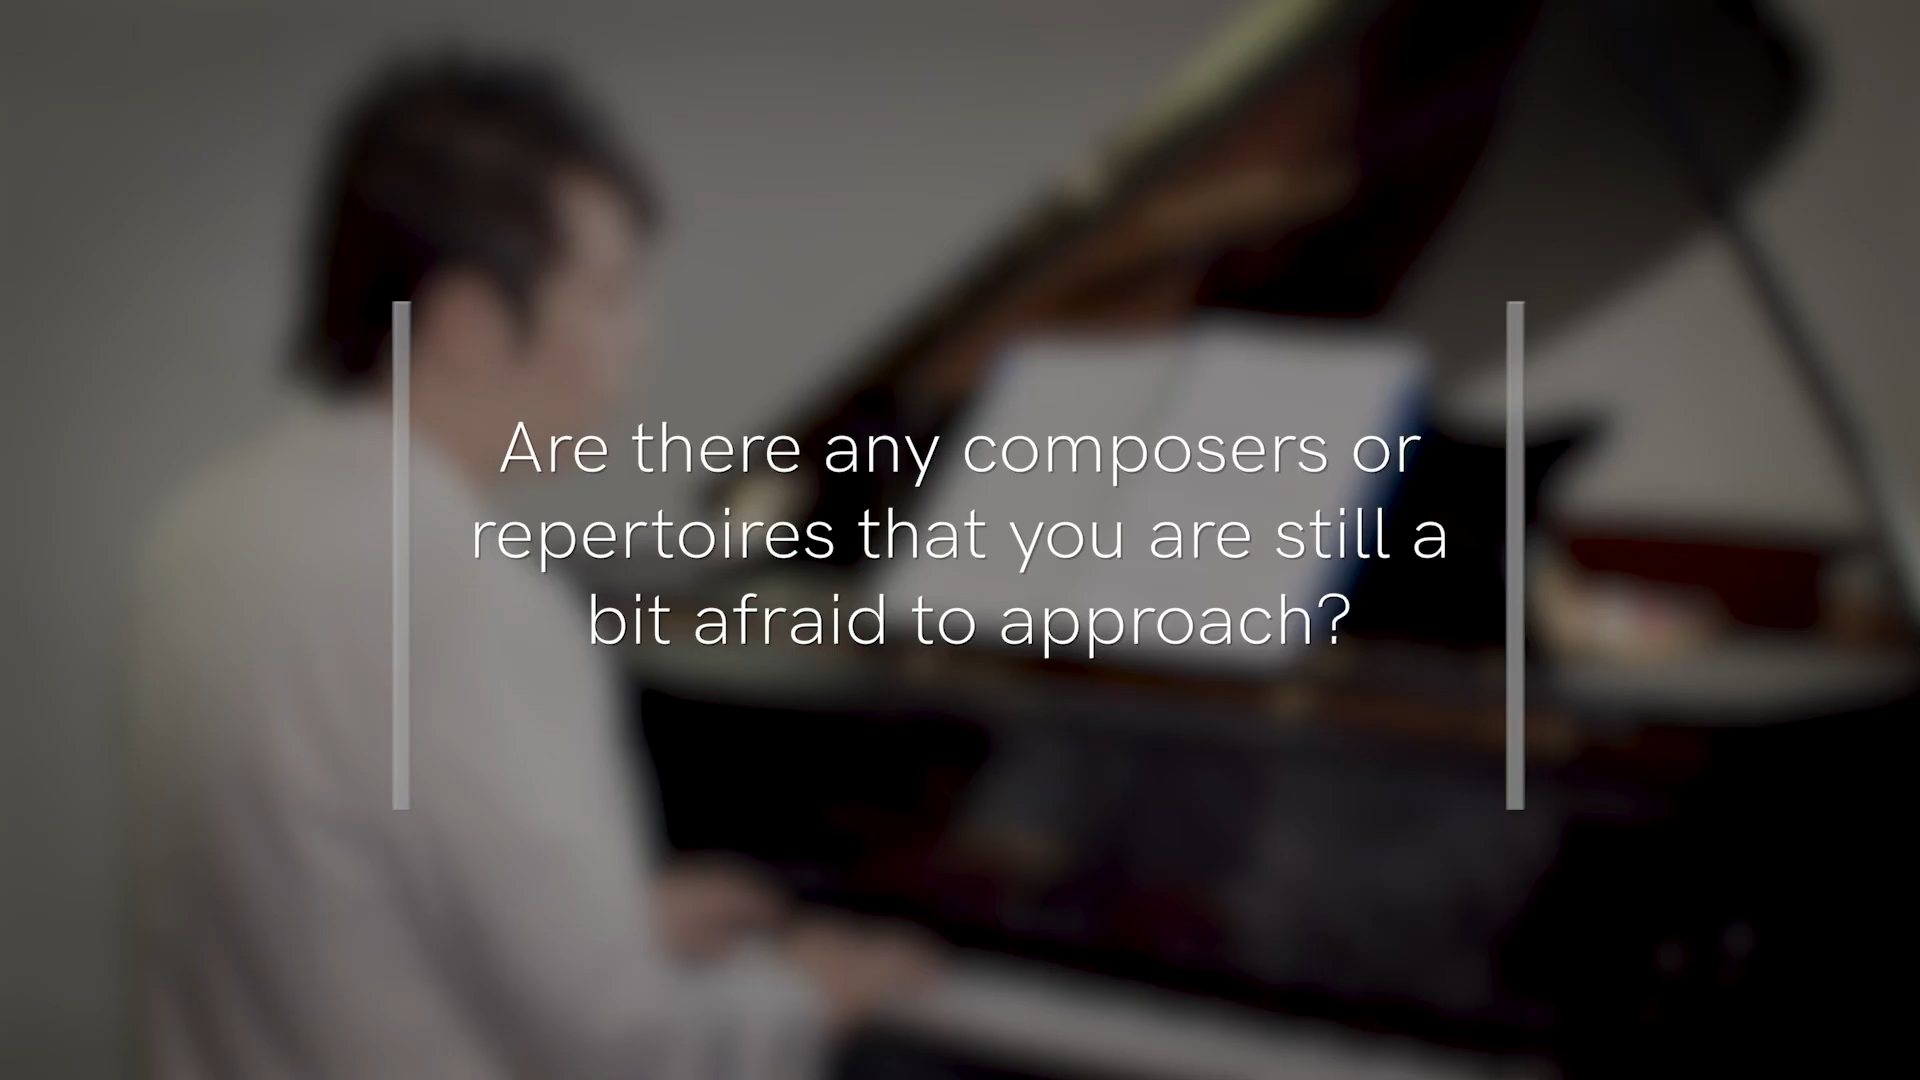 Are there any composers or
repertoires that you are still a
bit afraid to approach?